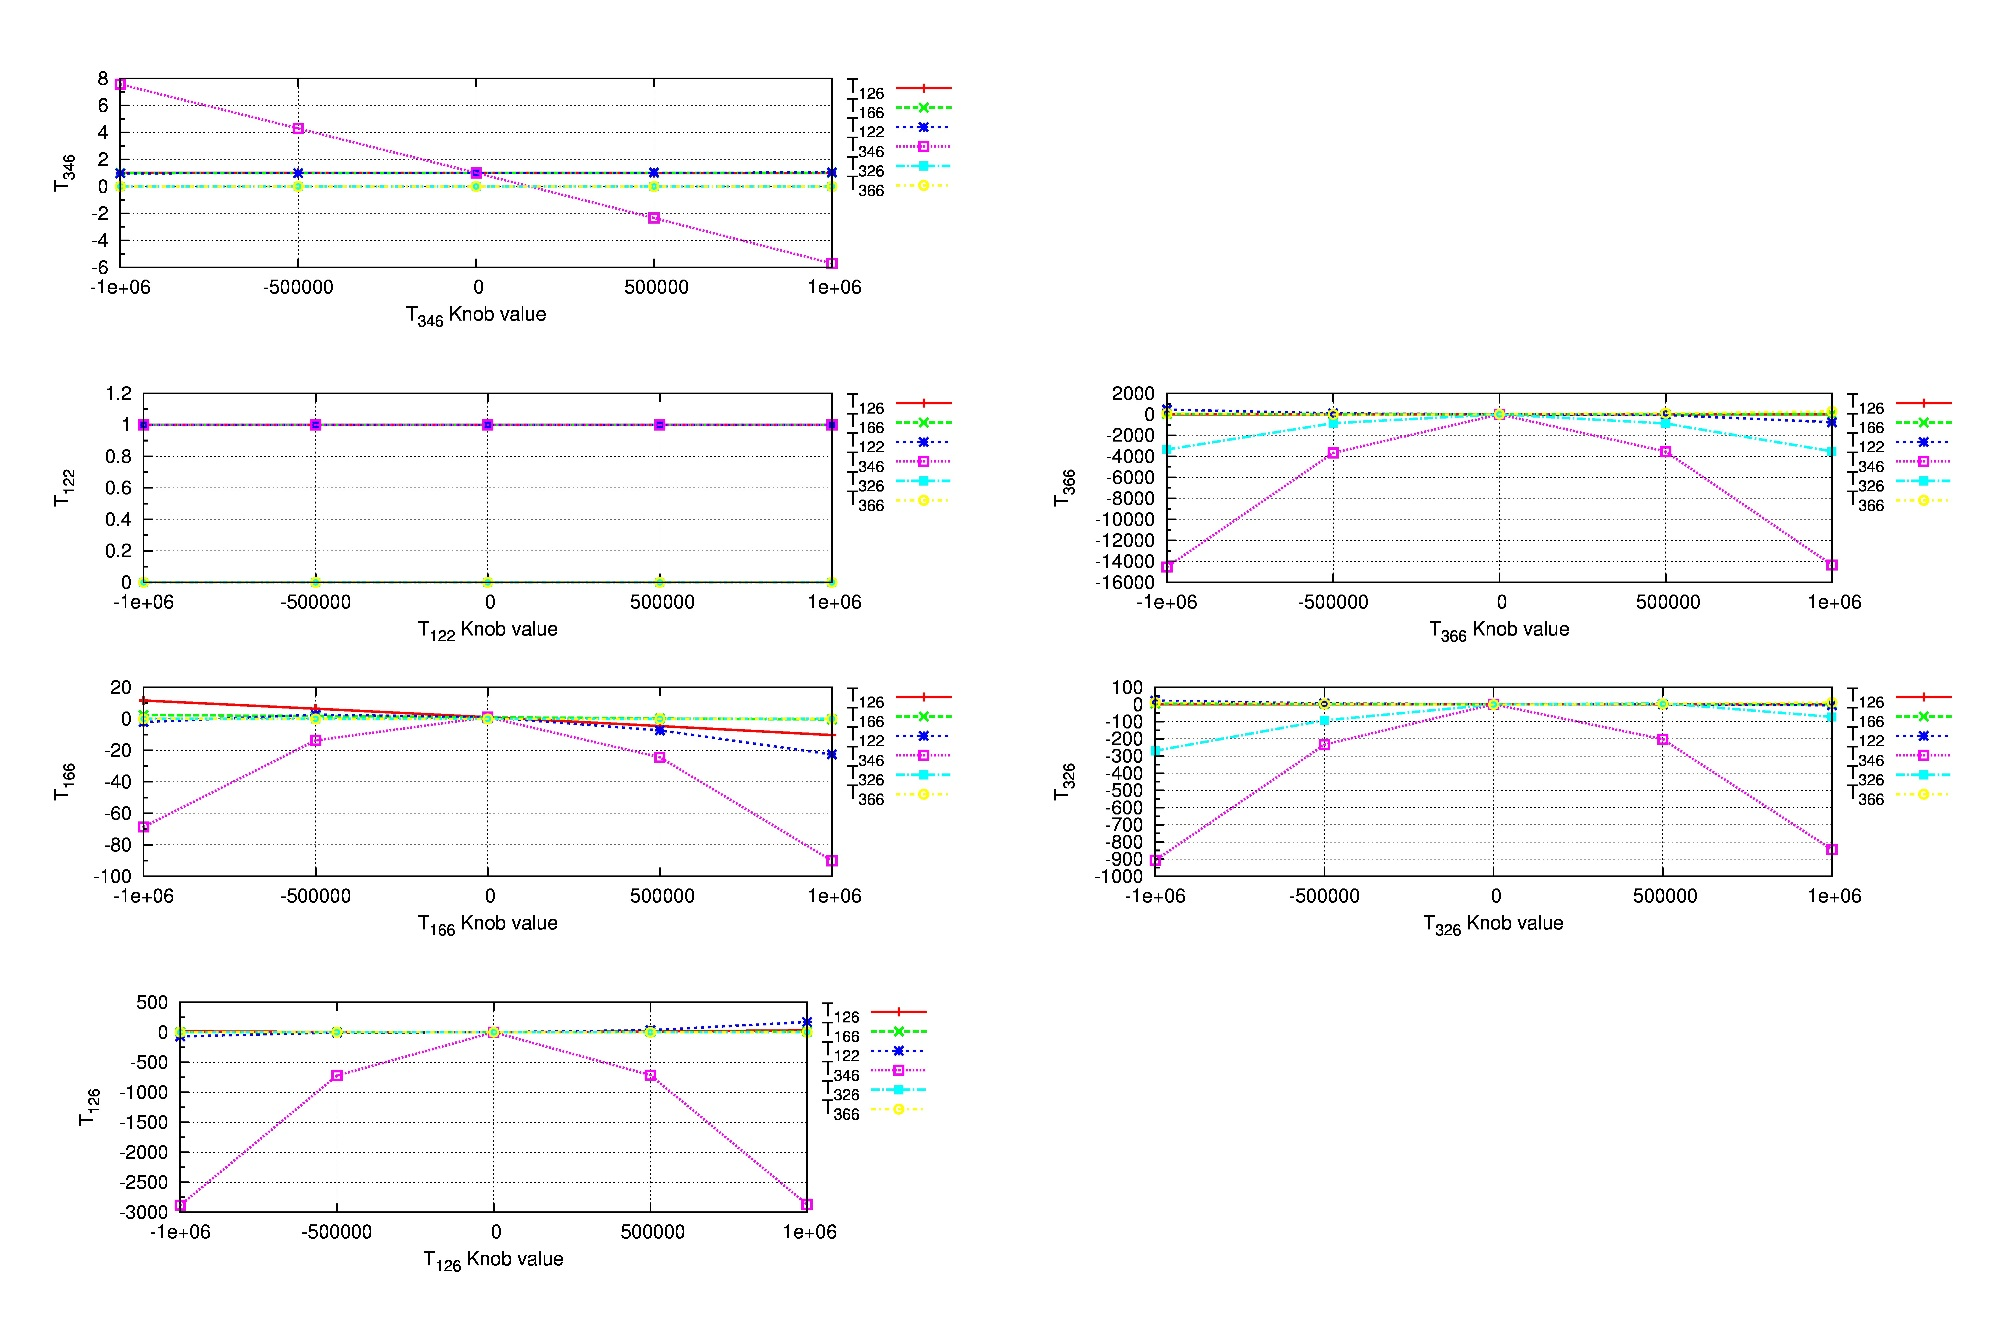 8
6
4
2
0
-2
-4
-6
T346
-1e+06 -500000 0 500000 1e+06
T346 Knob value
T126
T166
T122
T346
T326
T366
1.2
1
0.8
0.6
0.4
0.2
0
T122
-1e+06 -500000 0 500000 1e+06
T122 Knob value
T126
T166
T122
T346
T326
T366
2000
0
-2000
-4000
-6000
-8000
-10000
-12000
-14000
-16000
T366
-1e+06 -500000 0 500000 1e+06
T366 Knob value
T126
T166
T122
T346
T326
T366
20
0
-20
-40
-60
-80
-100
T166
-1e+06 -500000 0 500000 1e+06
T166 Knob value
T126
T166
T122
T346
T326
T366
100
0
-100
-200
-300
-400
-500
-600
-700
-800
-900
-1000
T326
-1e+06 -500000 0 500000 1e+06
T326 Knob value
T126
T166
T122
T346
T326
T366
500
0
-500
-1000
-1500
-2000
-2500
-3000
T126
-1e+06 -500000 0 500000 1e+06
T126 Knob value
T126
T166
T122
T346
T326
T366